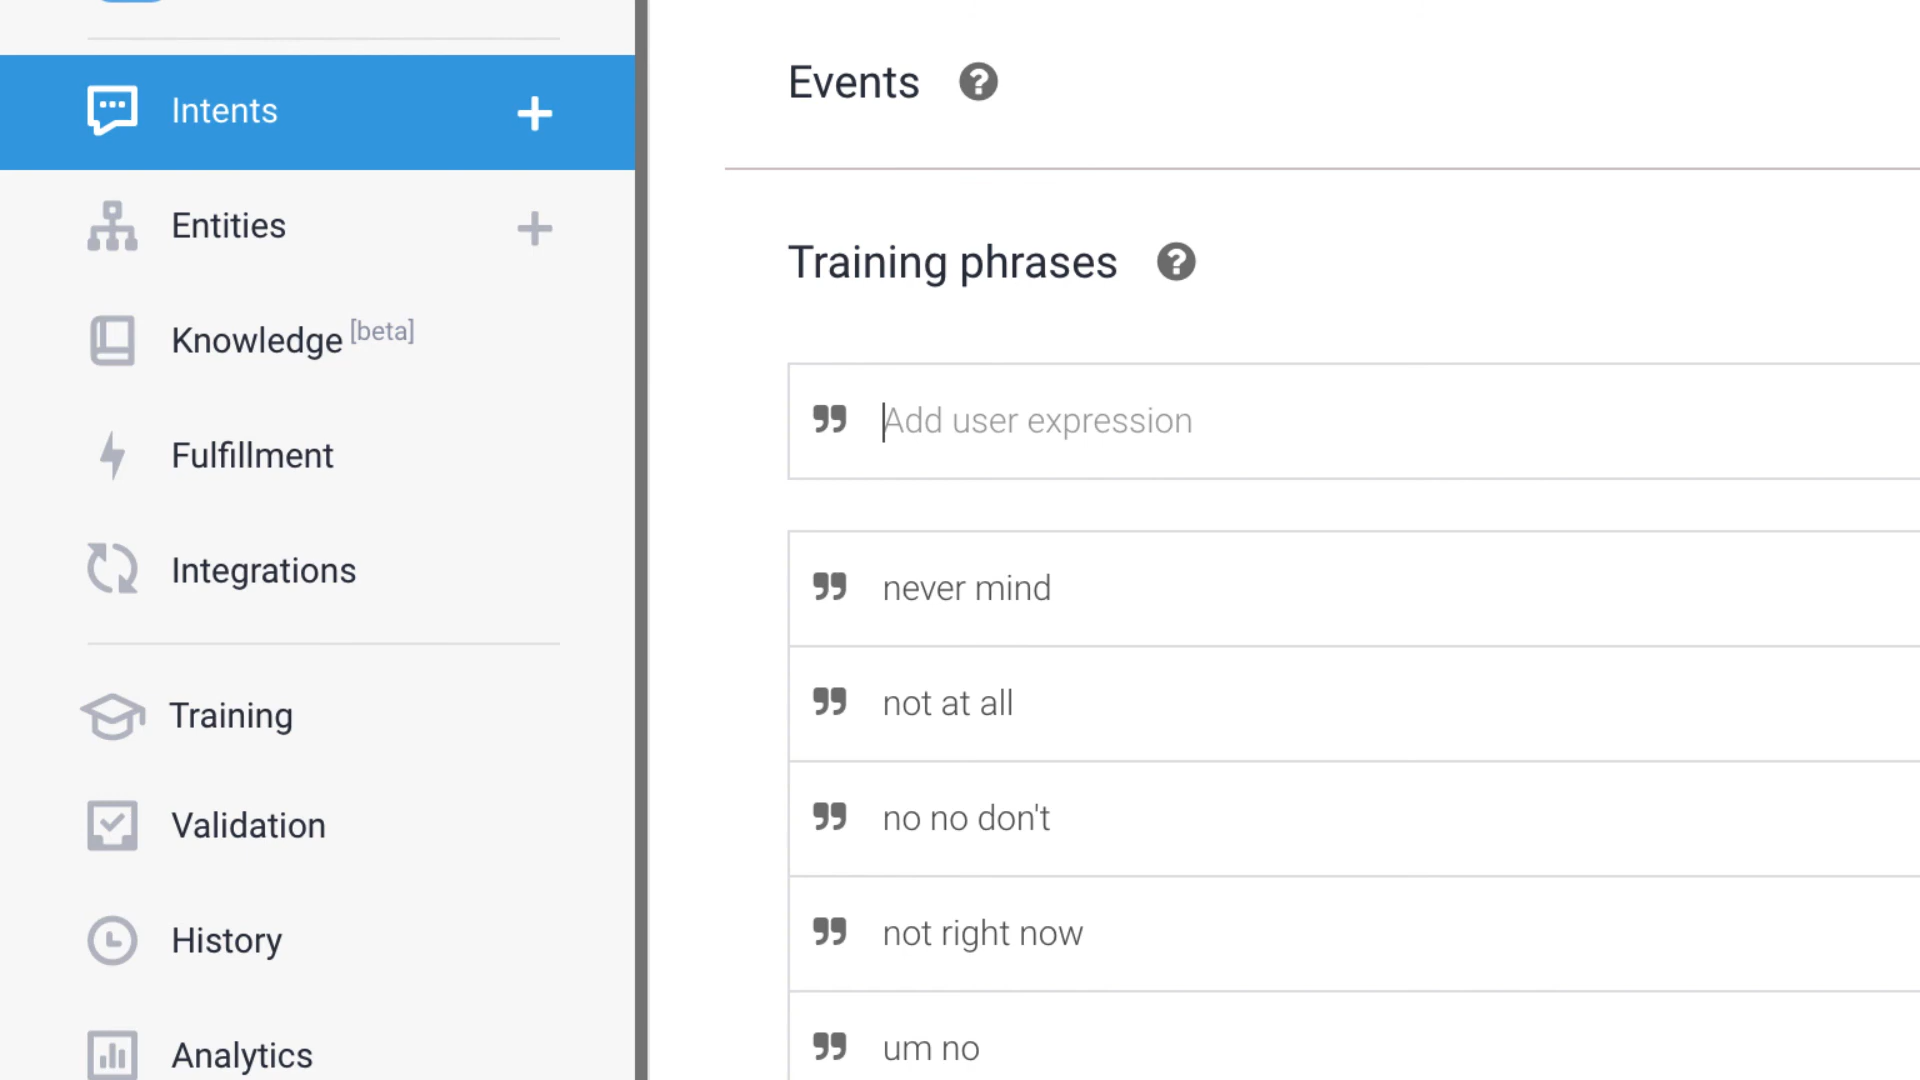 Intents
Entities
Knowledge [beta]
Fulfillment
Integrations
Training
Validation
History
Analytics
Events
Training phrases
Add user expression
never mind
not at all
no no don't
not right now
um no